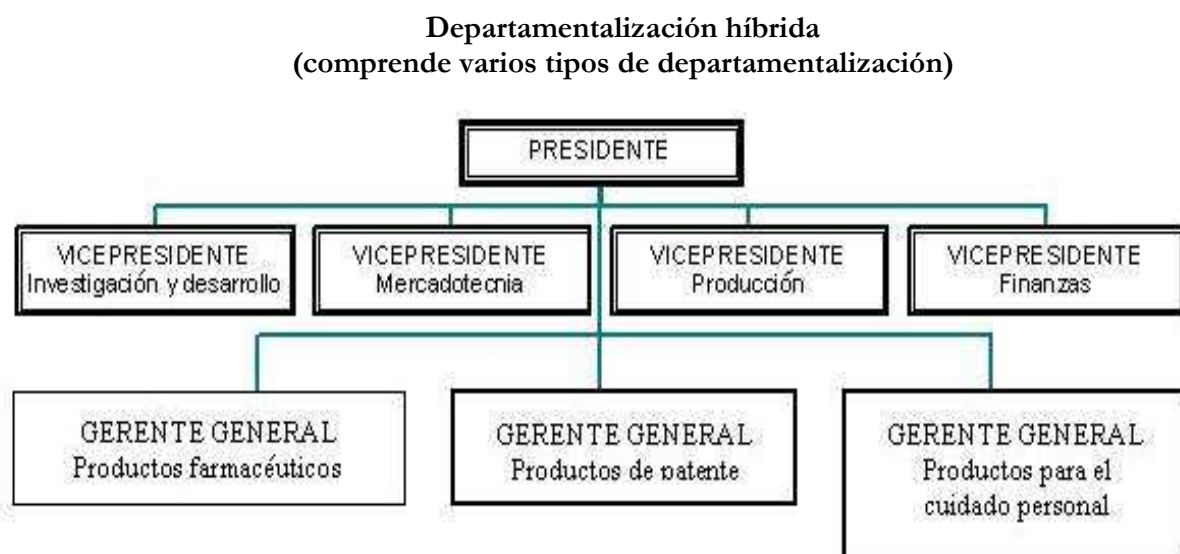 Departamentalización híbrida
(comprende varios tipos de departamentalización)
PRESIDENTE
VICEPRESIDENTE
Investigación y desarrollo
VICEPRESIDENTE
Mercadotecnia
VICEPRESIDENTE
Producción
VICEPRESIDENTE
Finanzas
GERENTE GENERAL
Productos farmacéuticos
GERENTE GENERAL
Productos de patente
GERENTE GENERAL
Productos para el
cuidado personal